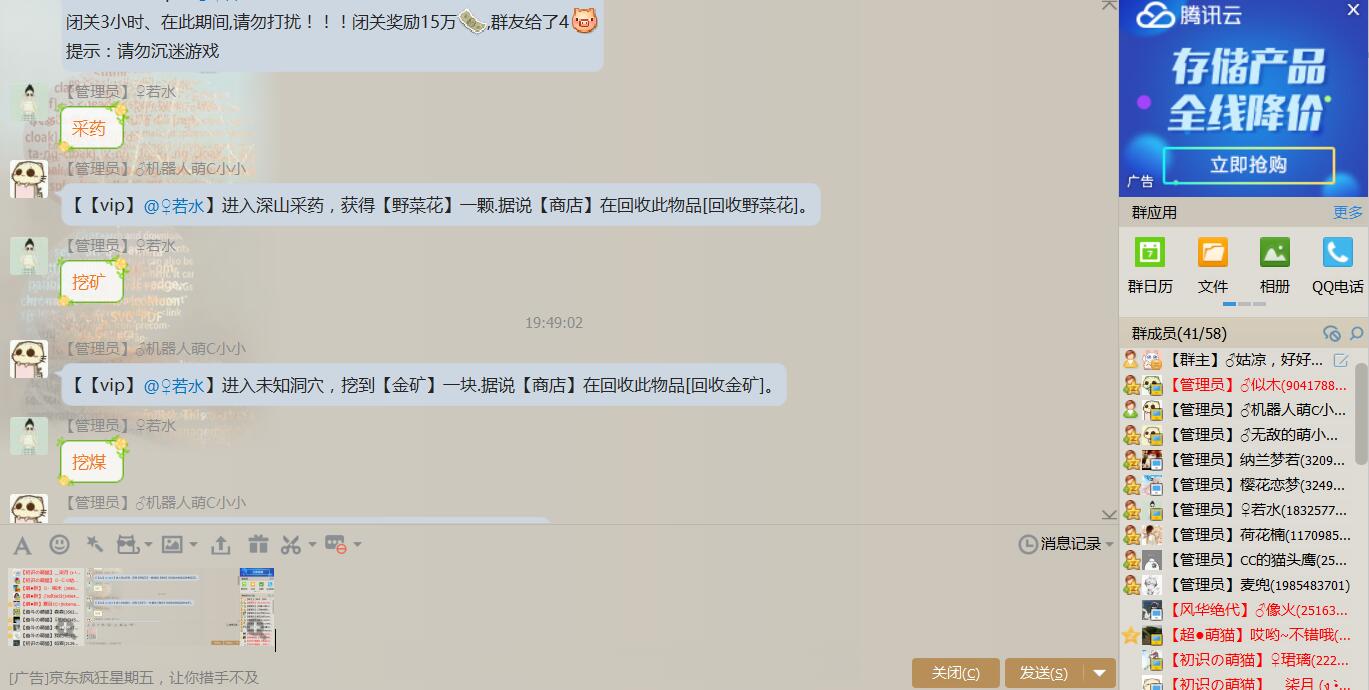 闭关3小时、在此期间,请勿打扰！！！闭关奖励15万,群友给了4
提示：请勿沉迷游戏
【管理员】♀若水
采药
【管理员】♂机器人萌C小小
【【vip】@♀若水】进入深山采药，获得【野菜花】一颗.据说【商店】在回收此物品[回收野菜花]。
【管理员】♀若水
挖矿
19:49:02
【管理员】♂机器人萌C小小
【【vip】@♀若水】进入未知洞穴，挖到【金矿】一块.据说【商店】在回收此物品[回收金矿]。
【管理员】♀若水
挖煤
【管理员】♂机器人萌C小小
消息记录
[广告]京东疯狂星期五，让你措手不及
关闭(C)
发送(S)
腾讯云
存储产品
全线降价
立即抢购
广告
群应用
更多
群日历 文件 相册 QQ电话
群成员(41/58)
【群主】♂姑凉，好好...
【管理员】♂似木(9041788...
【管理员】♂机器人萌C小...
【管理员】♂无敌的萌小...
【管理员】纳兰梦若(3209...
【管理员】樱花恋梦(3249...
【管理员】♀若水(1832577...
【管理员】荷花楠(1170985...
【管理员】CC的猫头鹰(25...
【管理员】麦兜(1985483701)
【风华绝代】♂像火(25163...
【超●萌猫】哎哟~不错哦(...
【初识の萌猫】♀珺璃(222...
【初识の萌猫】